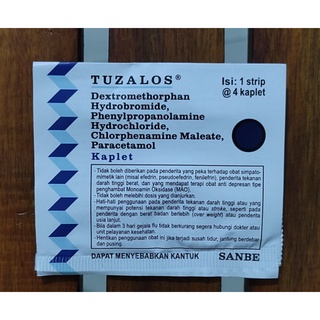 TUZALOS®
Isi: 1 strip
@ 4 kaplet
Dextromethorphan
Hydrobromide,
Phenylpropanolamine
Hydrochloride,
Chlorphenamine Maleate,
Paracetamol
Kaplet
- Tidak boleh diberikan pada penderita yang peka terhadap obat simpato-
mimetik lain (misal efedrin, pseudoefedrin, fenilefrin), penderita tekanan
darah tinggi berat, dan yang mendapat terapi obat anti depresan tipe
penghambat Monoamin Oksidase (MAO).
- Tidak boleh melebihi dosis yang dianjurkan.
- Hati-hati penggunaan pada penderita tekanan darah tinggi atau yang
mempunyai potensi tekanan darah tinggi atau stroke, seperti pada
penderita dengan berat badan berlebih (over weight) atau penderita
usia lanjut.
- Bila dalam 3 hari gejala flu tidak berkurang segera hubungi dokter atau
unit pelayanan kesehatan.
- Hentikan penggunaan obat ini jika terjadi susah tidur, jantung berdebar
dan pusing.
DAPAT MENYEBABKAN KANTUK
SANBE